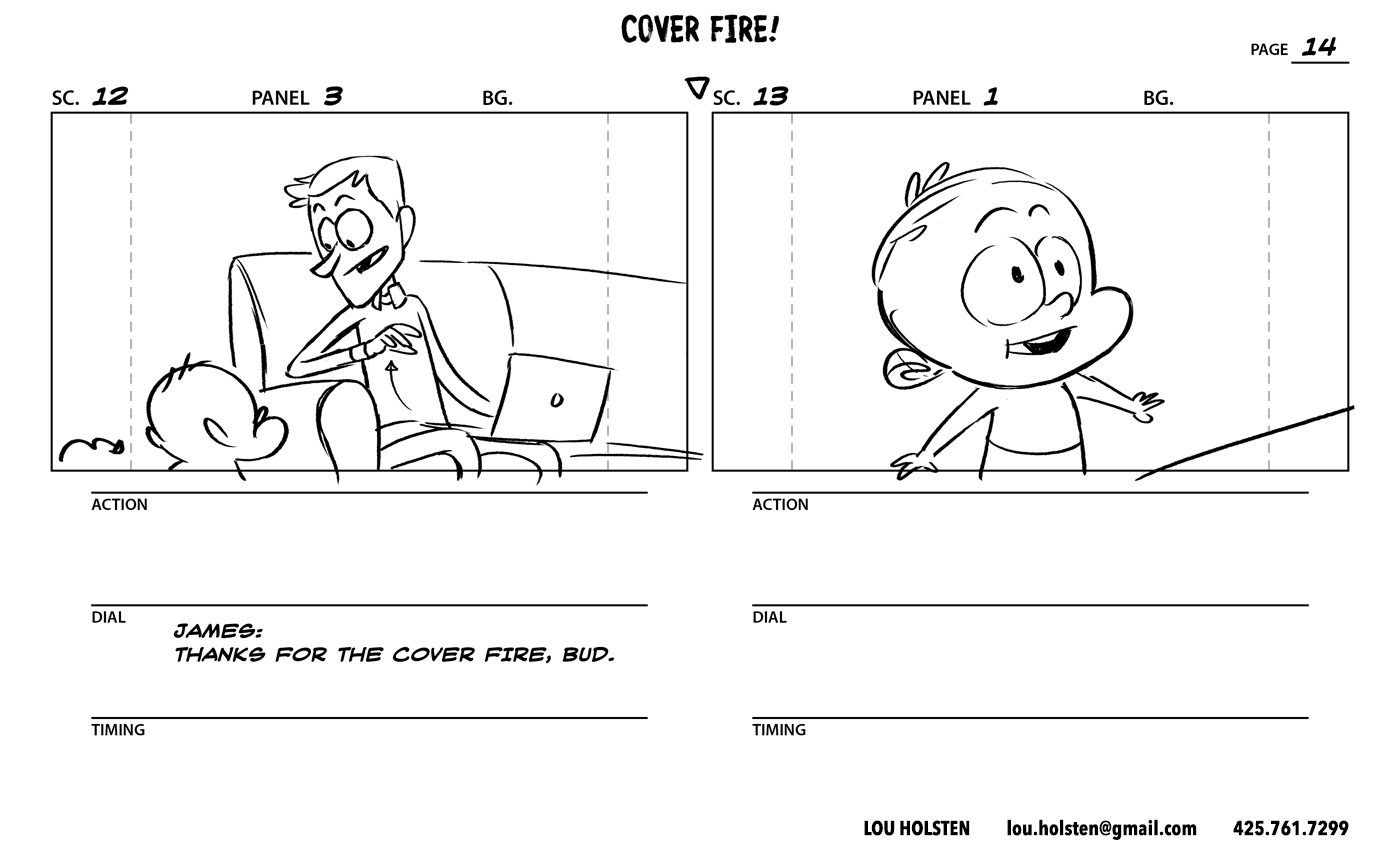 COVER FIRE!
PAGE 14
SC. 12 PANEL 3 BG.
SC. 13 PANEL 1 BG.
ACTION
DIAL
JAMES:
THANKS FOR THE COVER FIRE, BUD.
TIMING
ACTION
DIAL
TIMING
LOU HOLSTEN lou.holsten@gmail.com 425.761.7299